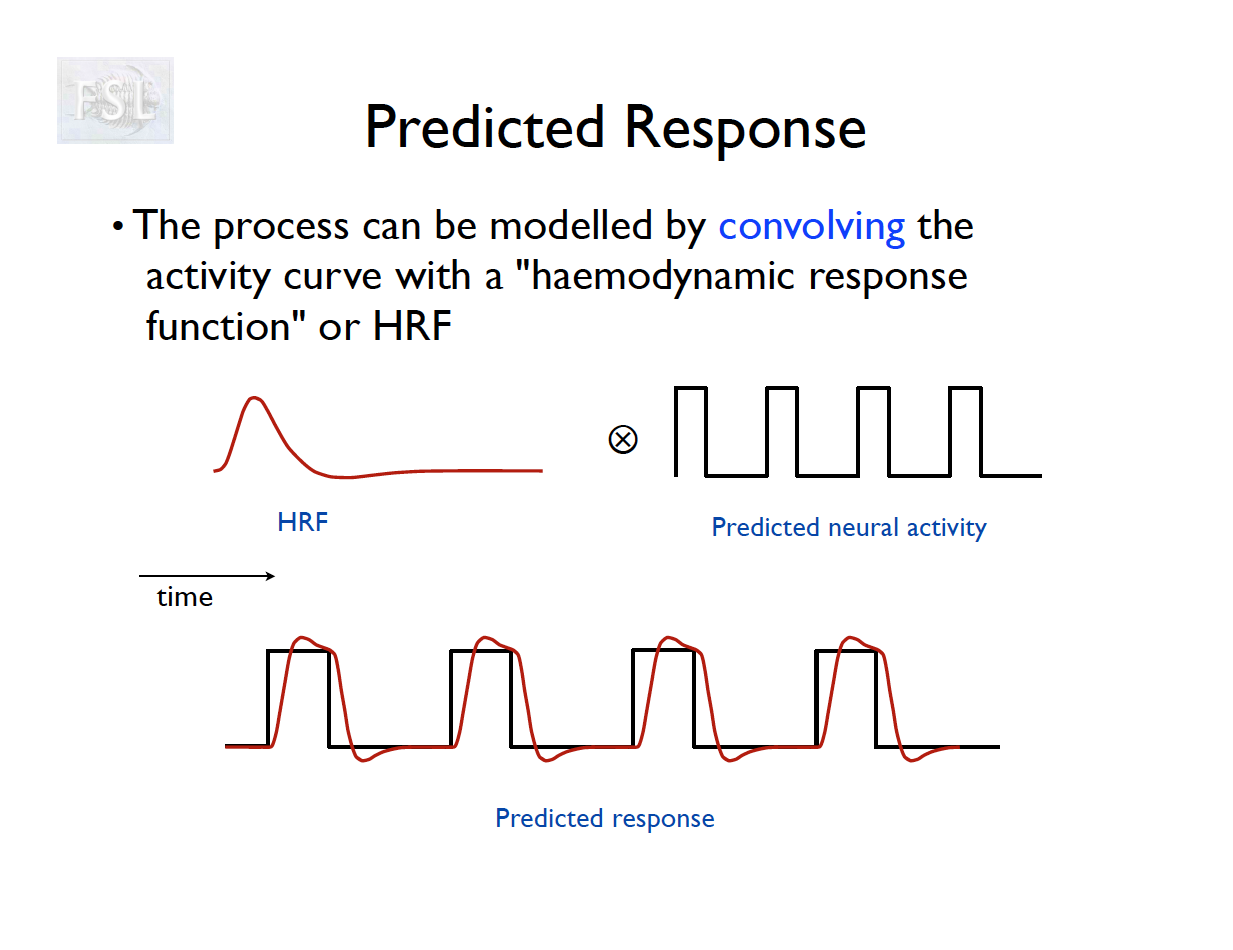 FSL
Predicted Response
• The process can be modelled by convolving the
activity curve with a "haemodynamic response
function" or HRF
⊗
HRF
Predicted neural activity
time
Predicted response